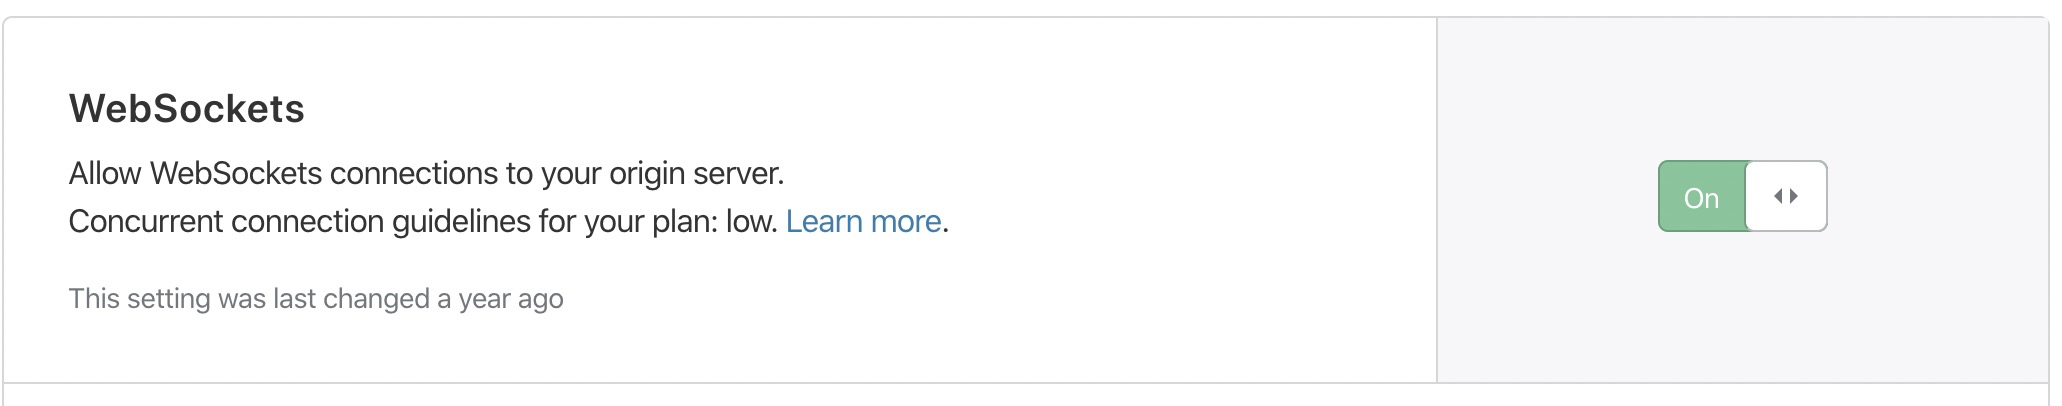 WebSockets
Allow WebSockets connections to your origin server.
Concurrent connection guidelines for your plan: low. Learn more.
This setting was last changed a year ago
On